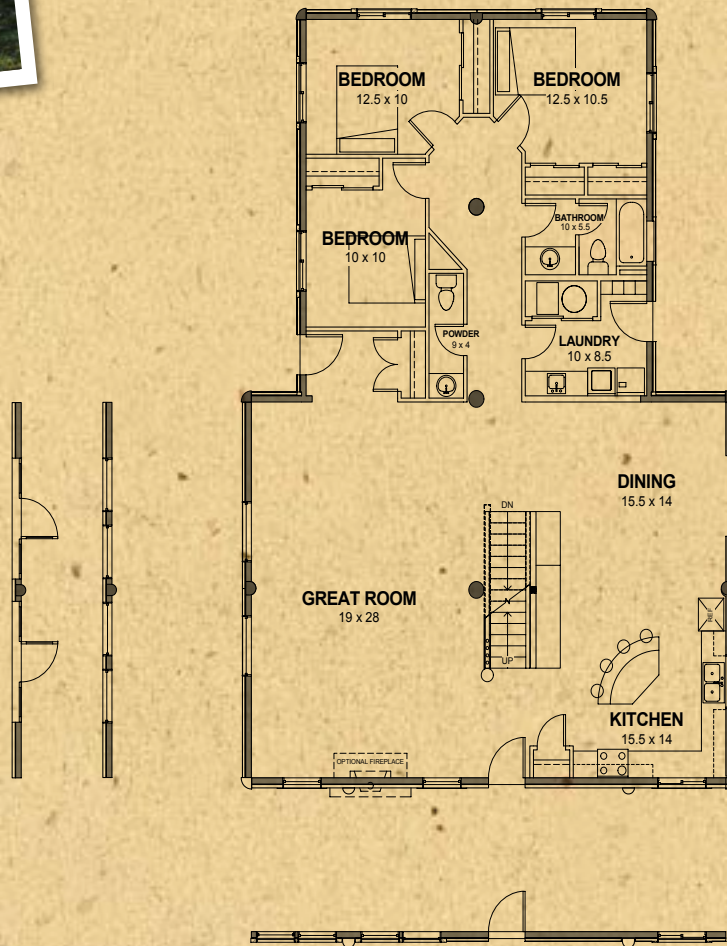 BEDROOM
12.5 x 10
BEDROOM
12.5 x 10.5
BATHROOM
10 x 5.5
BEDROOM
10 x 10
POWDER
9 x 4
LAUNDRY
10 x 8.5
DINING
15.5 x 14
DN
GREAT ROOM
19 x 28
REF
UP
KITCHEN
15.5 x 14
OPTIONAL FIREPLACE